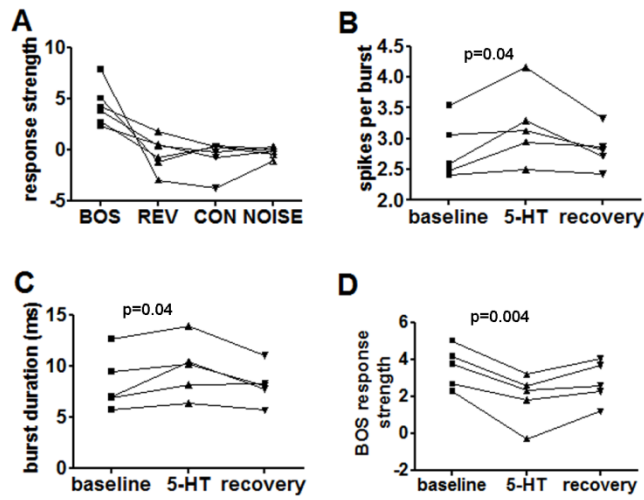 A
response strength
10
5
0
-5
BOS REV CON NOISE
B
p=0.04
spikes per burst
4.5
4.0
3.5
3.0
2.5
2.0
baseline 5-HT recovery
C
p=0.04
burst duration (ms)
15
10
5
0
baseline 5-HT recovery
D
p=0.004
BOS response
strength
6
4
2
0
-2
baseline 5-HT recovery